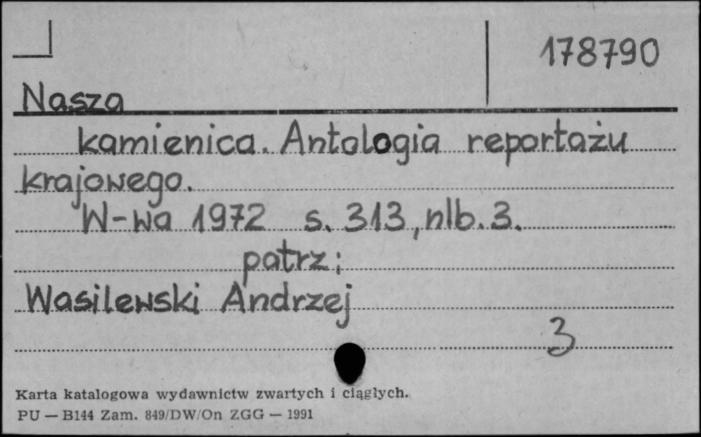 178790
Nasza
kamienica. Antologia reportażu
krajowego.
W-wa 1972 s. 313, nlb. 3.
patrz:
Wasilewski Andrzej
3
Karta katalogowa wydawnictw zwartych i ciągłych.
PU — B144 Zam. 849/DW/On ZGG — 1991